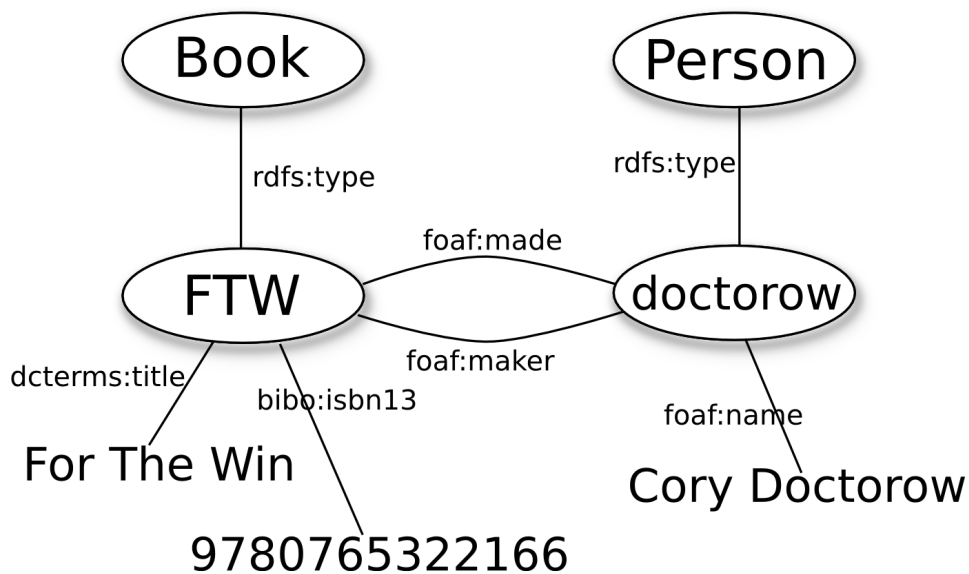 Book
Person
rdfs:type
rdfs:type
foaf:made
FTW
doctorow
foaf:maker
dcterms:title
bibo:isbn13
foaf:name
For The Win
Cory Doctorow
9780765322166